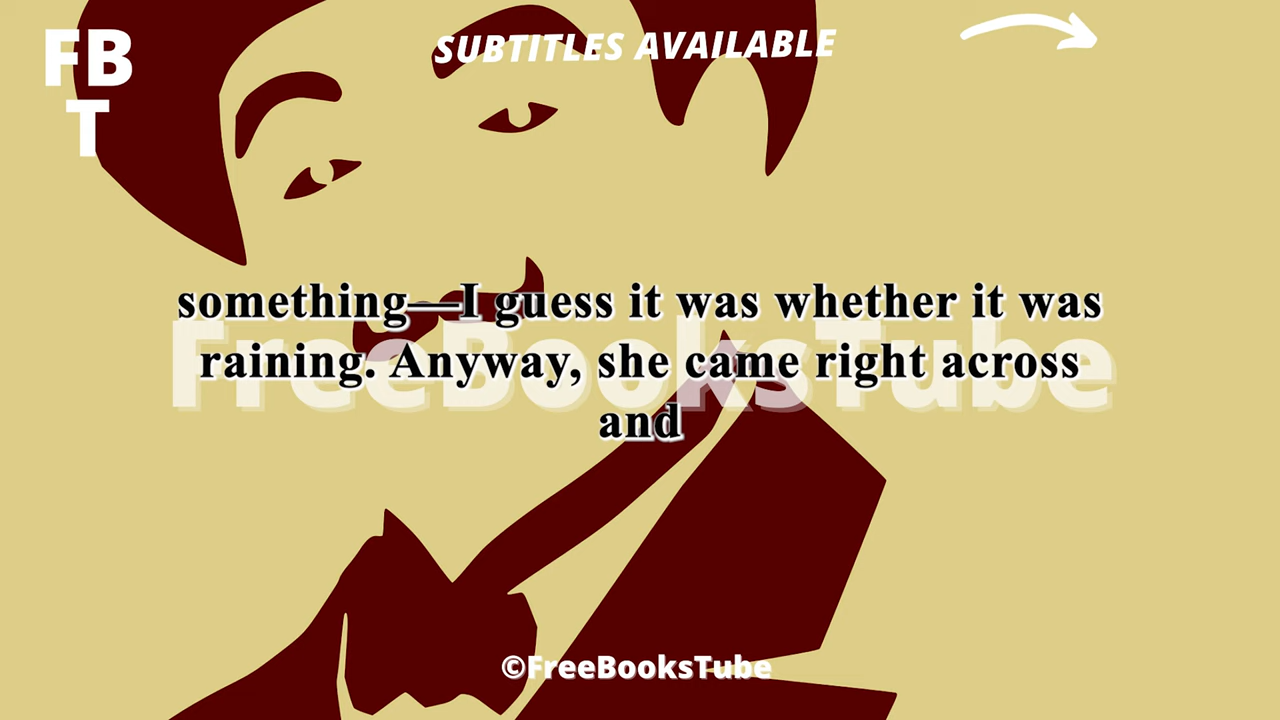 FB
T
SUBTITLES AVAILABLE
something—I guess it was whether it was
raining. Anyway, she came right across
and
FreeBooksTube
©FreeBooksTube